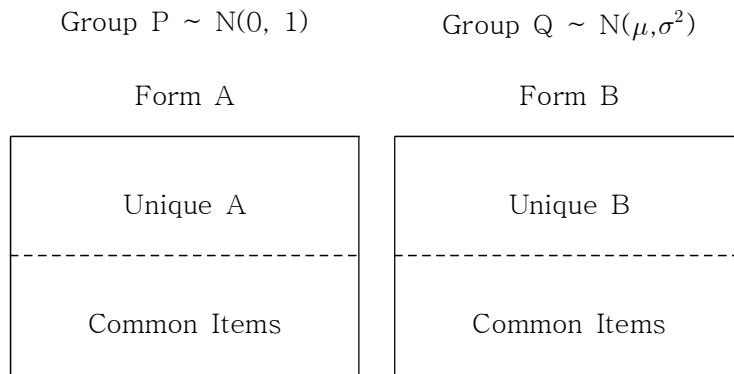 Group P ~ N(0, 1)
Group Q ~ N(μ,σ²)
Form A
Form B
Unique A
Unique B
Common Items
Common Items